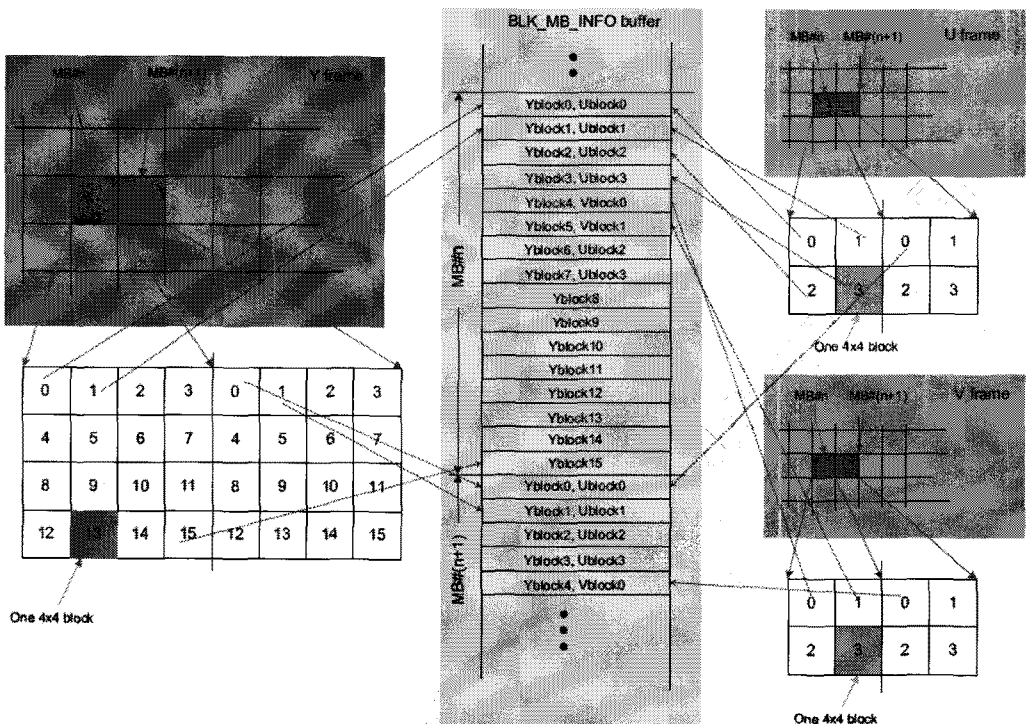 BLK_MB_INFO buffer
MB#n MB#(n+1) Y frame
0 1 2 3 0 1 2 3
4 5 6 7 4 5 6 7
8 9 10 11 8 9 10 11
12 13 14 15 12 13 14 15
One 4x4 block
MB#n
Yblock0, Ublock0
Yblock1, Ublock1
Yblock2, Ublock2
Yblock3, Ublock3
Yblock4, Vblock0
Yblock5, Vblock1
Yblock6, Ublock2
Yblock7, Ublock3
Yblock8
Yblock9
Yblock10
Yblock11
Yblock12
Yblock13
Yblock14
Yblock15
MB#(n+1)
Yblock0, Ublock0
Yblock1, Ublock1
Yblock2, Ublock2
Yblock3, Ublock3
Yblock4, Vblock0
MB#n MB#(n+1) U frame
0 1 0 1
2 3 2 3
One 4x4 block
MB#n MB#(n+1) V frame
0 1 0 1
2 3 2 3
One 4x4 block